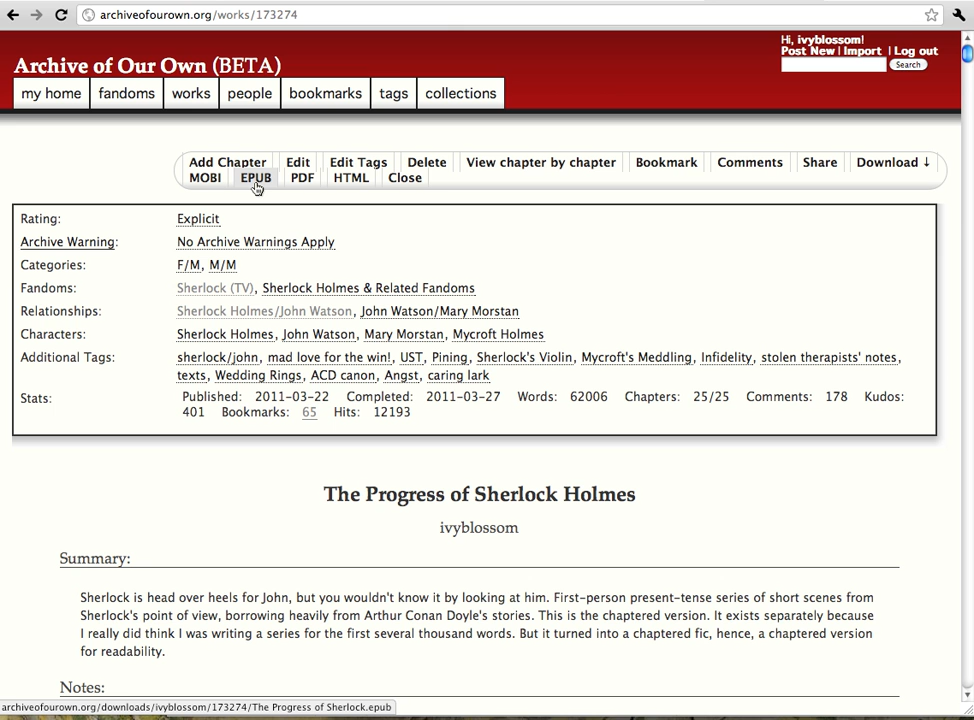 archiveofourown.org/works/173274
Hi, ivyblossom!
Post New | Import | Log out
Search
Archive of Our Own (BETA)
my home fandoms works people bookmarks tags collections
Add Chapter Edit Edit Tags Delete View chapter by chapter Bookmark Comments Share Download ↓
MOBI EPUB PDF HTML Close
Rating: Explicit
Archive Warning: No Archive Warnings Apply
Categories: F/M, M/M
Fandoms: Sherlock (TV), Sherlock Holmes & Related Fandoms
Relationships: Sherlock Holmes/John Watson, John Watson/Mary Morstan
Characters: Sherlock Holmes, John Watson, Mary Morstan, Mycroft Holmes
Additional Tags: sherlock/john, mad love for the win!, UST, Pining, Sherlock's Violin, Mycroft's Meddling, Infidelity, stolen therapists' notes,
texts, Wedding Rings, ACD canon, Angst, caring lark
Stats: Published: 2011-03-22 Completed: 2011-03-27 Words: 62006 Chapters: 25/25 Comments: 178 Kudos:
401 Bookmarks: 65 Hits: 12193
The Progress of Sherlock Holmes
ivyblossom
Summary:
Sherlock is head over heels for John, but you wouldn't know it by looking at him. First-person present-tense series of short scenes from
Sherlock's point of view, borrowing heavily from Arthur Conan Doyle's stories. This is the chaptered version. It exists separately because
I really did think I was writing a series for the first several thousand words. But it turned into a chaptered fic, hence, a chaptered version
for readability.
Notes:
archiveofourown.org/downloads/ivyblossom/173274/The Progress of Sherlock.epub